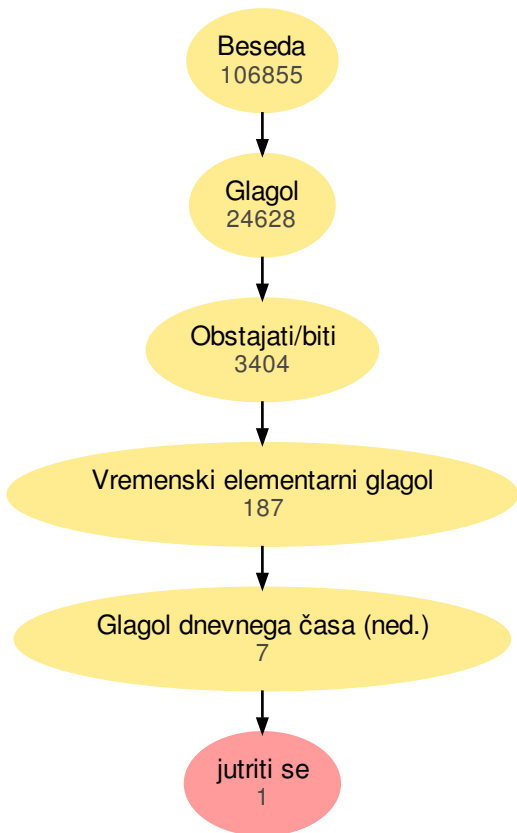 Beseda
106855
Glagol
24628
Obstajati/biti
3404
Vremenski elementarni glagol
187
Glagol dnevnega časa (ned.)
7
jutriti se
1